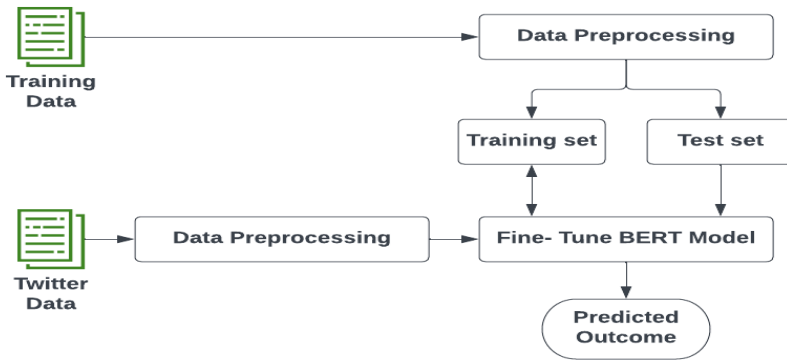 Data Preprocessing
Training
Data
Training set
Test set
Data Preprocessing
Fine- Tune BERT Model
Twitter
Data
Predicted
Outcome